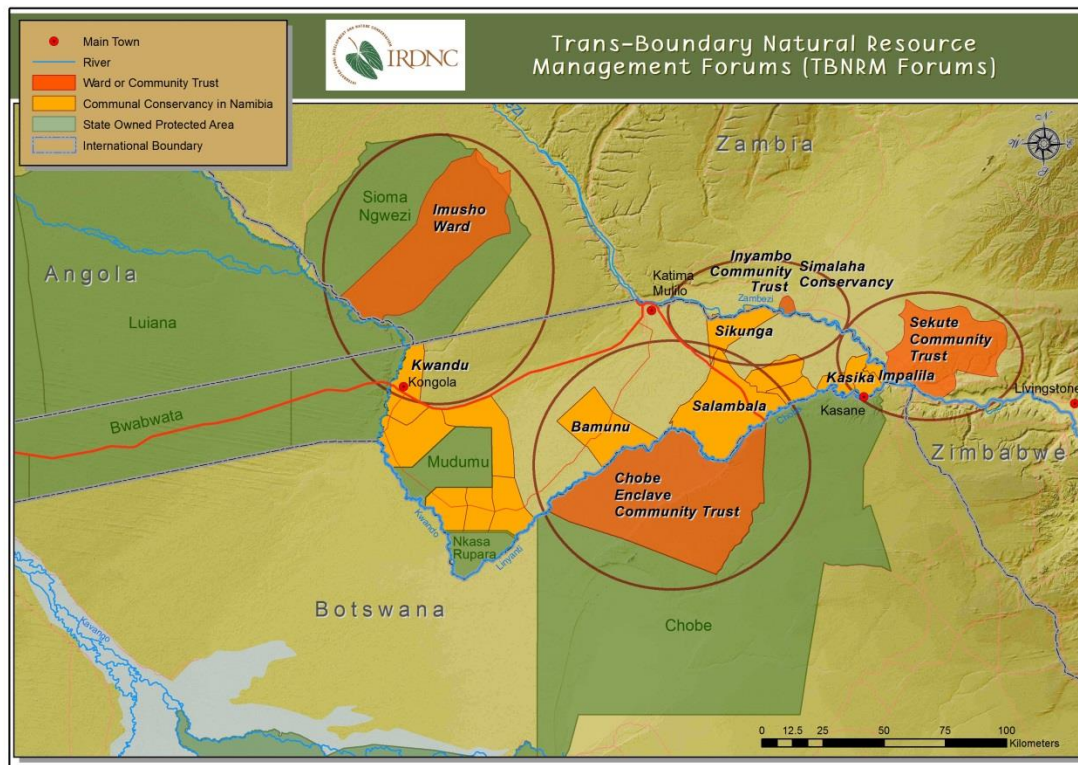 Main Town
River
Ward or Community Trust
Communal Conservancy in Namibia
State Owned Protected Area
International Boundary
IRDNC
Trans-Boundary Natural Resource
Management Forums (TBNRM Forums)
Zambia
N
Sioma
Ngwezi
Imusho
Ward
Angola
Luiana
Katima
Mulilo
Inyambo
Community
Trust
Simalaha
Conservancy
Zambezi
Sikunga
Sekute
Community
Trust
Kwandu
Kongola
Kasika
Impalila
Livingstone
Kasane
Bwabwata
Salambala
Chobe
Bamunu
Zimbabwe
Mudumu
Chobe
Enclave
Community Trust
Kwando
Nkasa
Rupara
Linyanti
Botswana
Chobe
Kavango
0 12.5 25 50 75 100
Kilometers